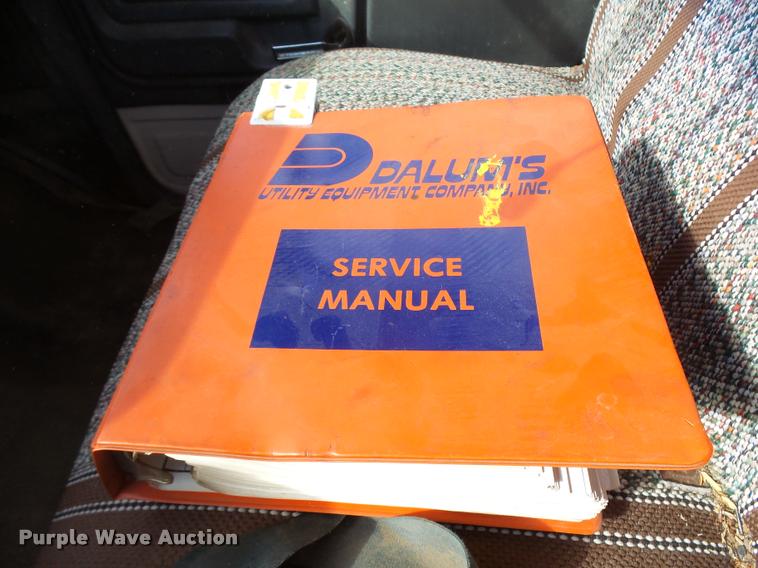 DALUM'S
UTILITY EQUIPMENT COMPANY, INC.
SERVICE
MANUAL
Purple Wave Auction